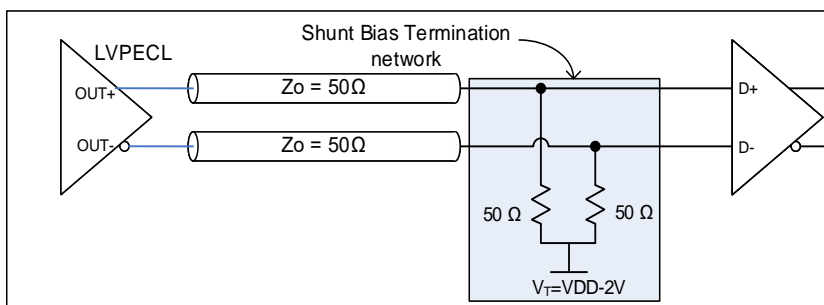 Shunt Bias Termination
network
LVPECL
OUT+
Zo = 50Ω
D+
OUT-
Zo = 50Ω
D-
50 Ω
50 Ω
VT=VDD-2V